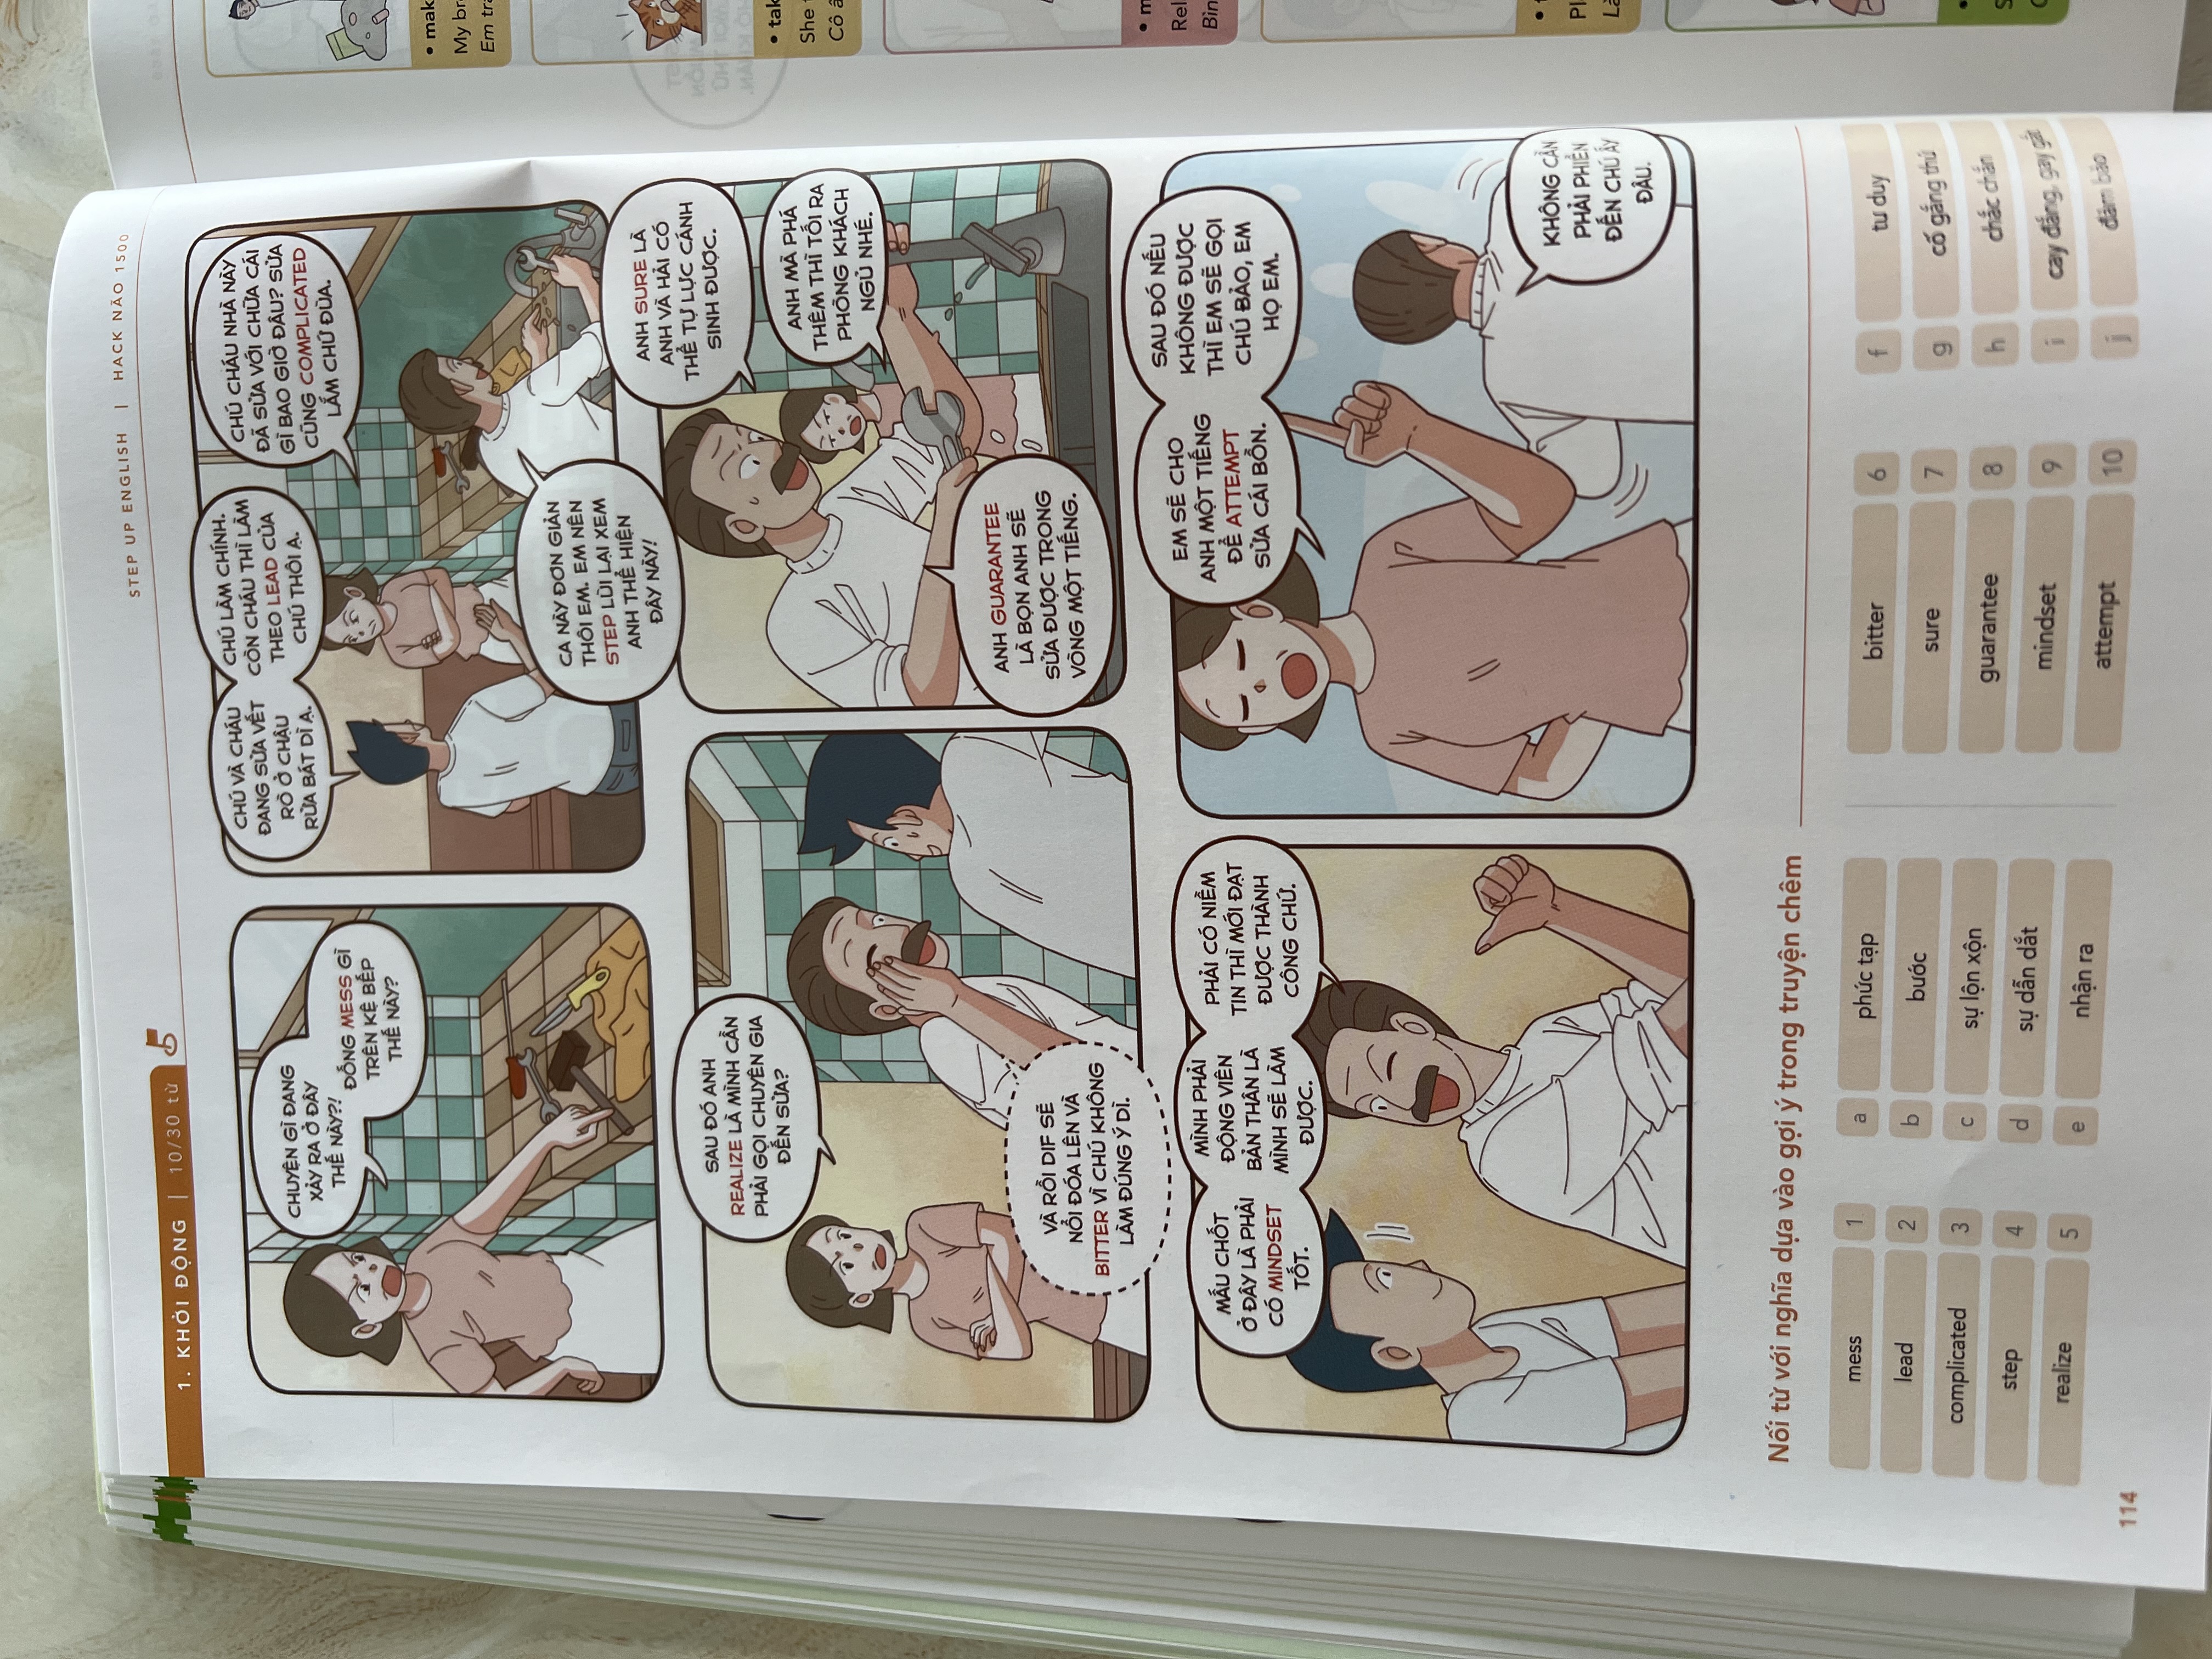 STEP UP ENGLISH | HACK NÃO 1500
1. KHỞI ĐỘNG | 10/30 từ
CHUYỆN GÌ ĐANG
XẢY RA Ở ĐÂY
THẾ NÀY?!
ĐỐNG MESS GÌ
TRÊN KỆ BẾP
THẾ NÀY?
CHÚ VÀ CHÁU
ĐANG SỬA VẾT
RÒ Ở CHẬU
RỬA BÁT DÌ Ạ.
CHÚ LÀM CHÍNH.
CÒN CHÁU THÌ LÀM
THEO LEAD CỦA
CHÚ THÔI Ạ.
CHÚ CHÁU NHÀ NÀY
ĐÃ SỬA VỚI CHỮA CÁI
GÌ BAO GIỜ ĐÂU? SỬA
CŨNG COMPLICATED
LẮM CHỨ ĐÙA.
CA NÀY ĐƠN GIẢN
THÔI EM. EM NÊN
STEP LÙI LẠI XEM
ANH THỂ HIỆN
ĐÂY NÀY!
SAU ĐÓ ANH
REALIZE LÀ MÌNH CẦN
PHẢI GỌI CHUYÊN GIA
ĐẾN SỬA?
VÀ RỒI DIF SẼ
NỔI ĐÓA LÊN VÀ
BITTER VÌ CHÚ KHÔNG
LÀM ĐÚNG Ý DÌ.
ANH SURE LÀ
ANH VÀ HẢI CÓ
THỂ TỰ LỰC CÁNH
SINH ĐƯỢC.
ANH MÀ PHÁ
THÊM THÌ TỐI RA
PHÒNG KHÁCH
NGỦ NHÉ.
ANH GUARANTEE
LÀ BỌN ANH SẼ
SỬA ĐƯỢC TRONG
VÒNG MỘT TIẾNG.
MẤU CHỐT
Ở ĐÂY LÀ PHẢI
CÓ MINDSET
TỐT.
MÌNH PHẢI
ĐỘNG VIÊN
BẢN THÂN LÀ
MÌNH SẼ LÀM
ĐƯỢC.
PHẢI CÓ NIỀM
TIN THÌ MỚI ĐẠT
ĐƯỢC THÀNH
CÔNG CHỨ.
EM SẼ CHO
ANH MỘT TIẾNG
ĐỂ ATTEMPT
SỬA CÁI BỒN.
SAU ĐÓ NẾU
KHÔNG ĐƯỢC
THÌ EM SẼ GỌI
CHÚ BẢO, EM
HỌ EM.
KHÔNG CẦN
PHẢI PHIỀN
ĐẾN CHÚ ẤY
ĐÂU.
Nối từ với nghĩa dựa vào gợi ý trong truyện chêm
mess 1 a phức tạp
lead 2 b bước
complicated 3 c sự lộn xộn
step 4 d sự dẫn dắt
realize 5 e nhận ra
bitter 6 f tư duy
sure 7 g cố gắng thử
guarantee 8 h chắc chắn
mindset 9 i cay đắng, gay gắt
attempt 10 j đảm bảo
114
• mak
My br
Em tra
• tak
She
Cô
• m
Rel
Bìn
Pl